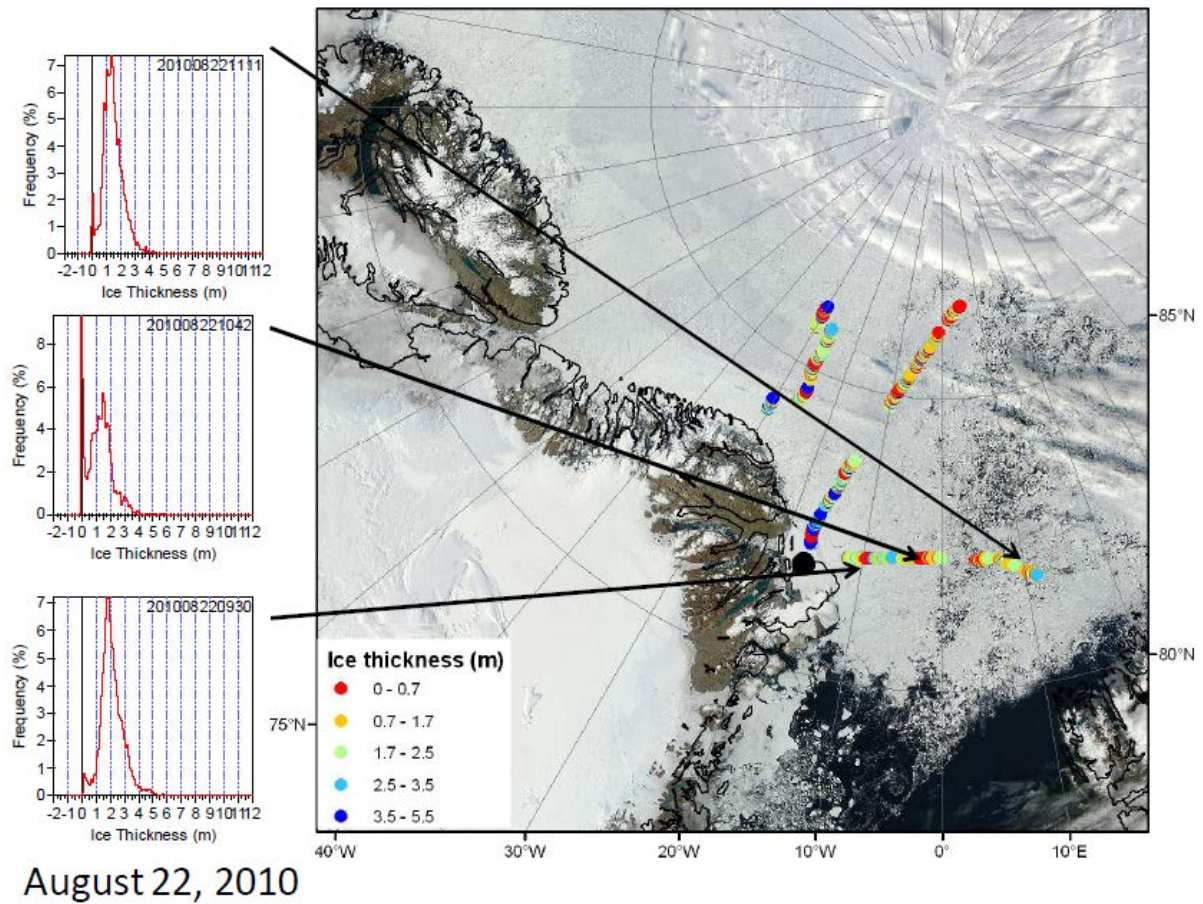 7
6
5
4
3
2
1
0
Frequency (%)
20100822111 11
-2 -1 0 1 2 3 4 5 6 7 8 9 10 11 12
Ice Thickness (m)
8
6
4
2
0
Frequency (%)
20100822 1042
-2 -1 0 1 2 3 4 5 6 7 8 9 10 11 12
Ice Thickness (m)
7
6
5
4
3
2
1
0
Frequency (%)
20100822 0930
-2 -1 0 1 2 3 4 5 6 7 8 9 10 11 12
Ice Thickness (m)
85°N
80°N
75°N
Ice thickness (m)
0 - 0.7
0.7 - 1.7
1.7 - 2.5
2.5 - 3.5
3.5 - 5.5
40°W 30°W 20°W 10°W 0° 10°E
August 22, 2010